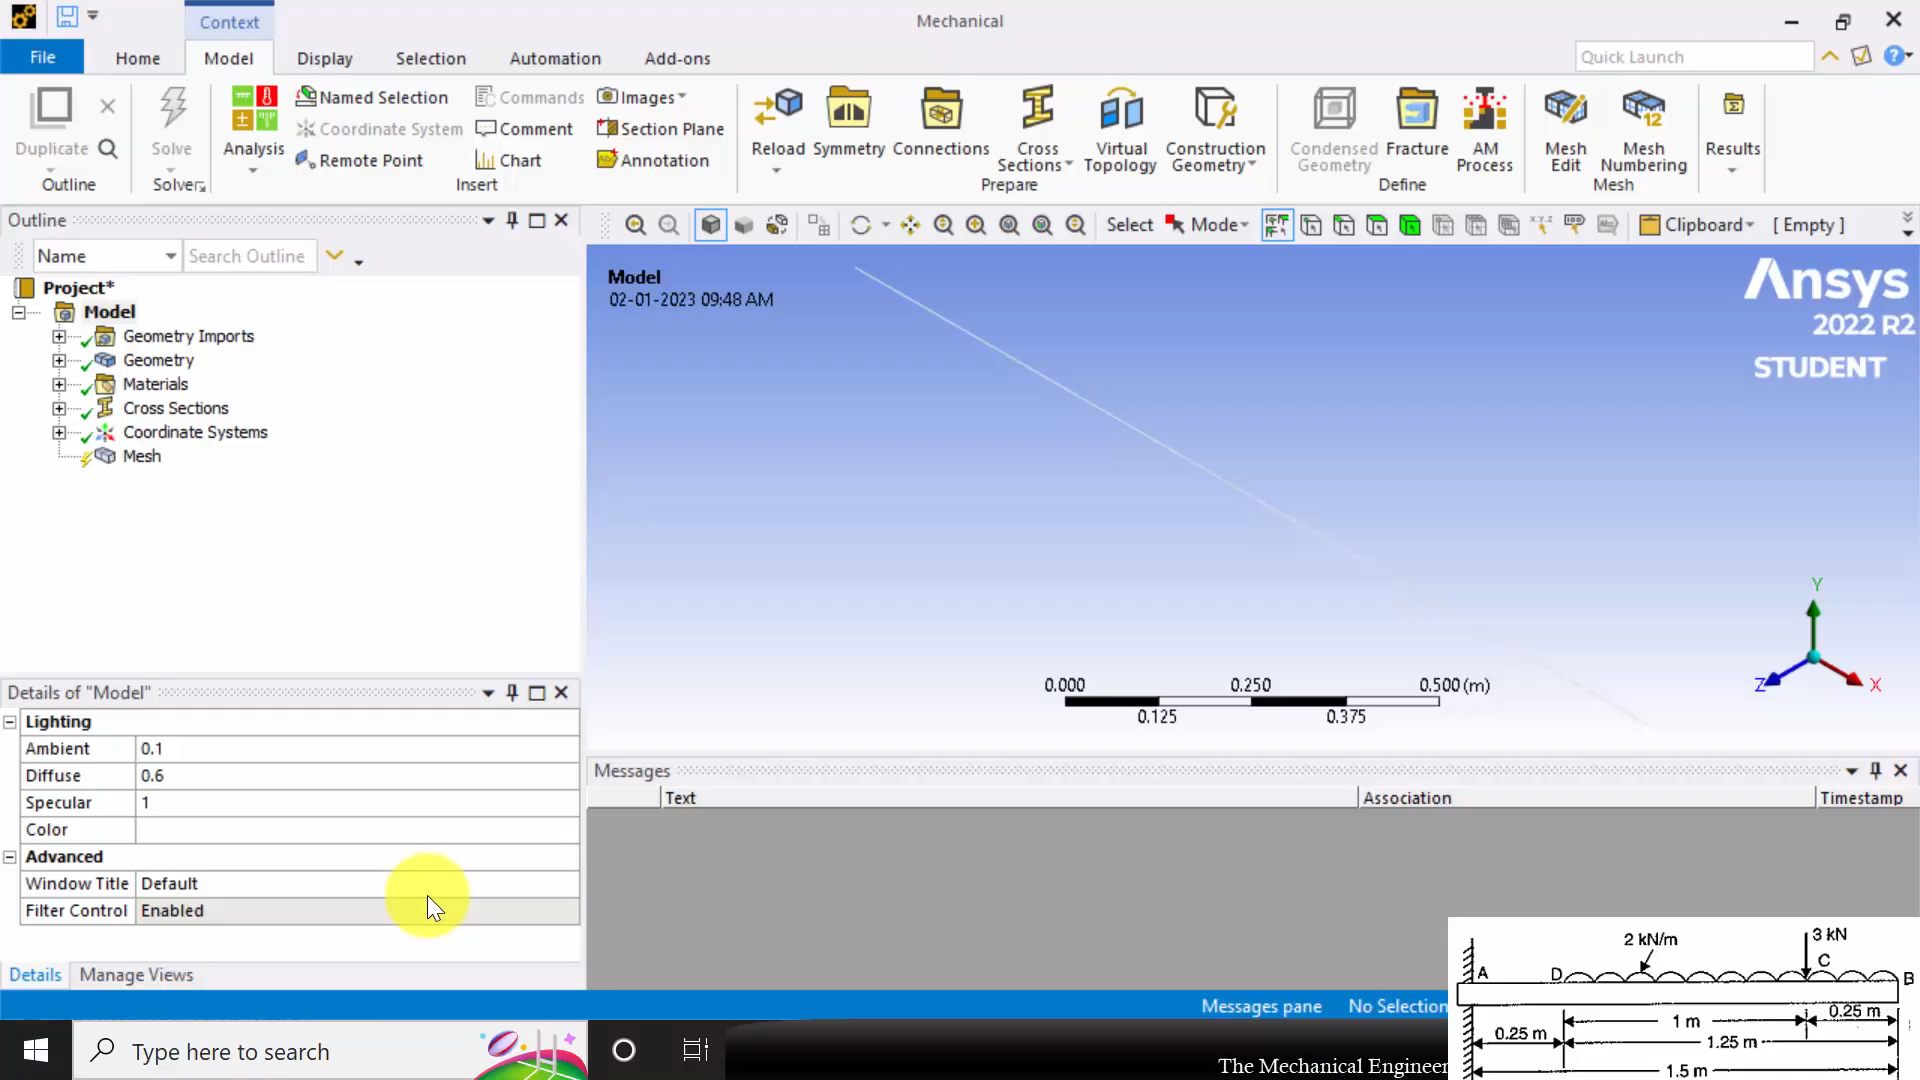 Context
Mechanical
File
Home
Model
Display
Selection
Automation
Add-ons
Quick Launch
Duplicate
Outline
Solve
Solver
Analysis
Named Selection
Coordinate System
Remote Point
Commands
Comment
Chart
Images
Section Plane
Annotation
Insert
Reload
Symmetry
Connections
Cross
Sections
Virtual
Topology
Construction
Geometry
Prepare
Condensed
Geometry
Fracture
AM
Process
Define
Mesh
Edit
Mesh
Numbering
Mesh
Results
Outline
Name
Search Outline
Select
Mode
Clipboard
[ Empty ]
Project*
Model
Geometry Imports
Geometry
Materials
Cross Sections
Coordinate Systems
Mesh
Model
02-01-2023 09:48 AM
Ansys
2022 R2
STUDENT
Y
Z
X
0.000
0.250
0.500 (m)
0.125
0.375
Details of "Model"
Lighting
Ambient 0.1
Diffuse 0.6
Specular 1
Color
Advanced
Window Title Default
Filter Control Enabled
Details
Manage Views
Messages
Text
Association
Timestamp
Messages pane
No Selection
Type here to search
The Mechanical Engineer
2 kN/m
3 kN
A
D
C
B
0.25 m
1 m
0.25 m
1.25 m
1.5 m